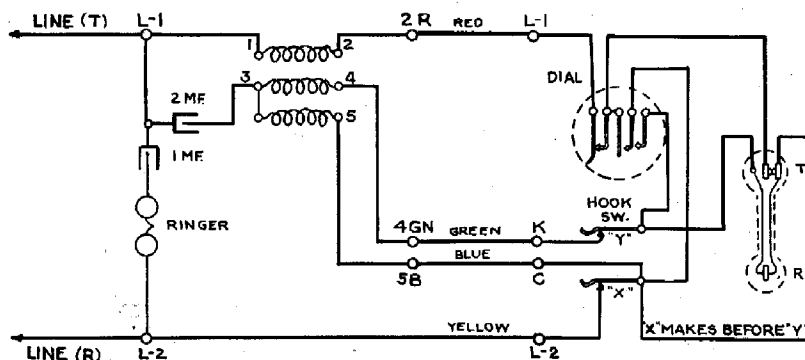 LINE (T) L-1 2R RED L-1
1 2
DIAL
3 4
2 MF.
5
1 MF.
T
HOOK
SW.
RINGER
4GN GREEN K "Y"
BLUE
5B C "X"
R
YELLOW "X" MAKES BEFORE "Y"
LINE (R) L-2 L-2